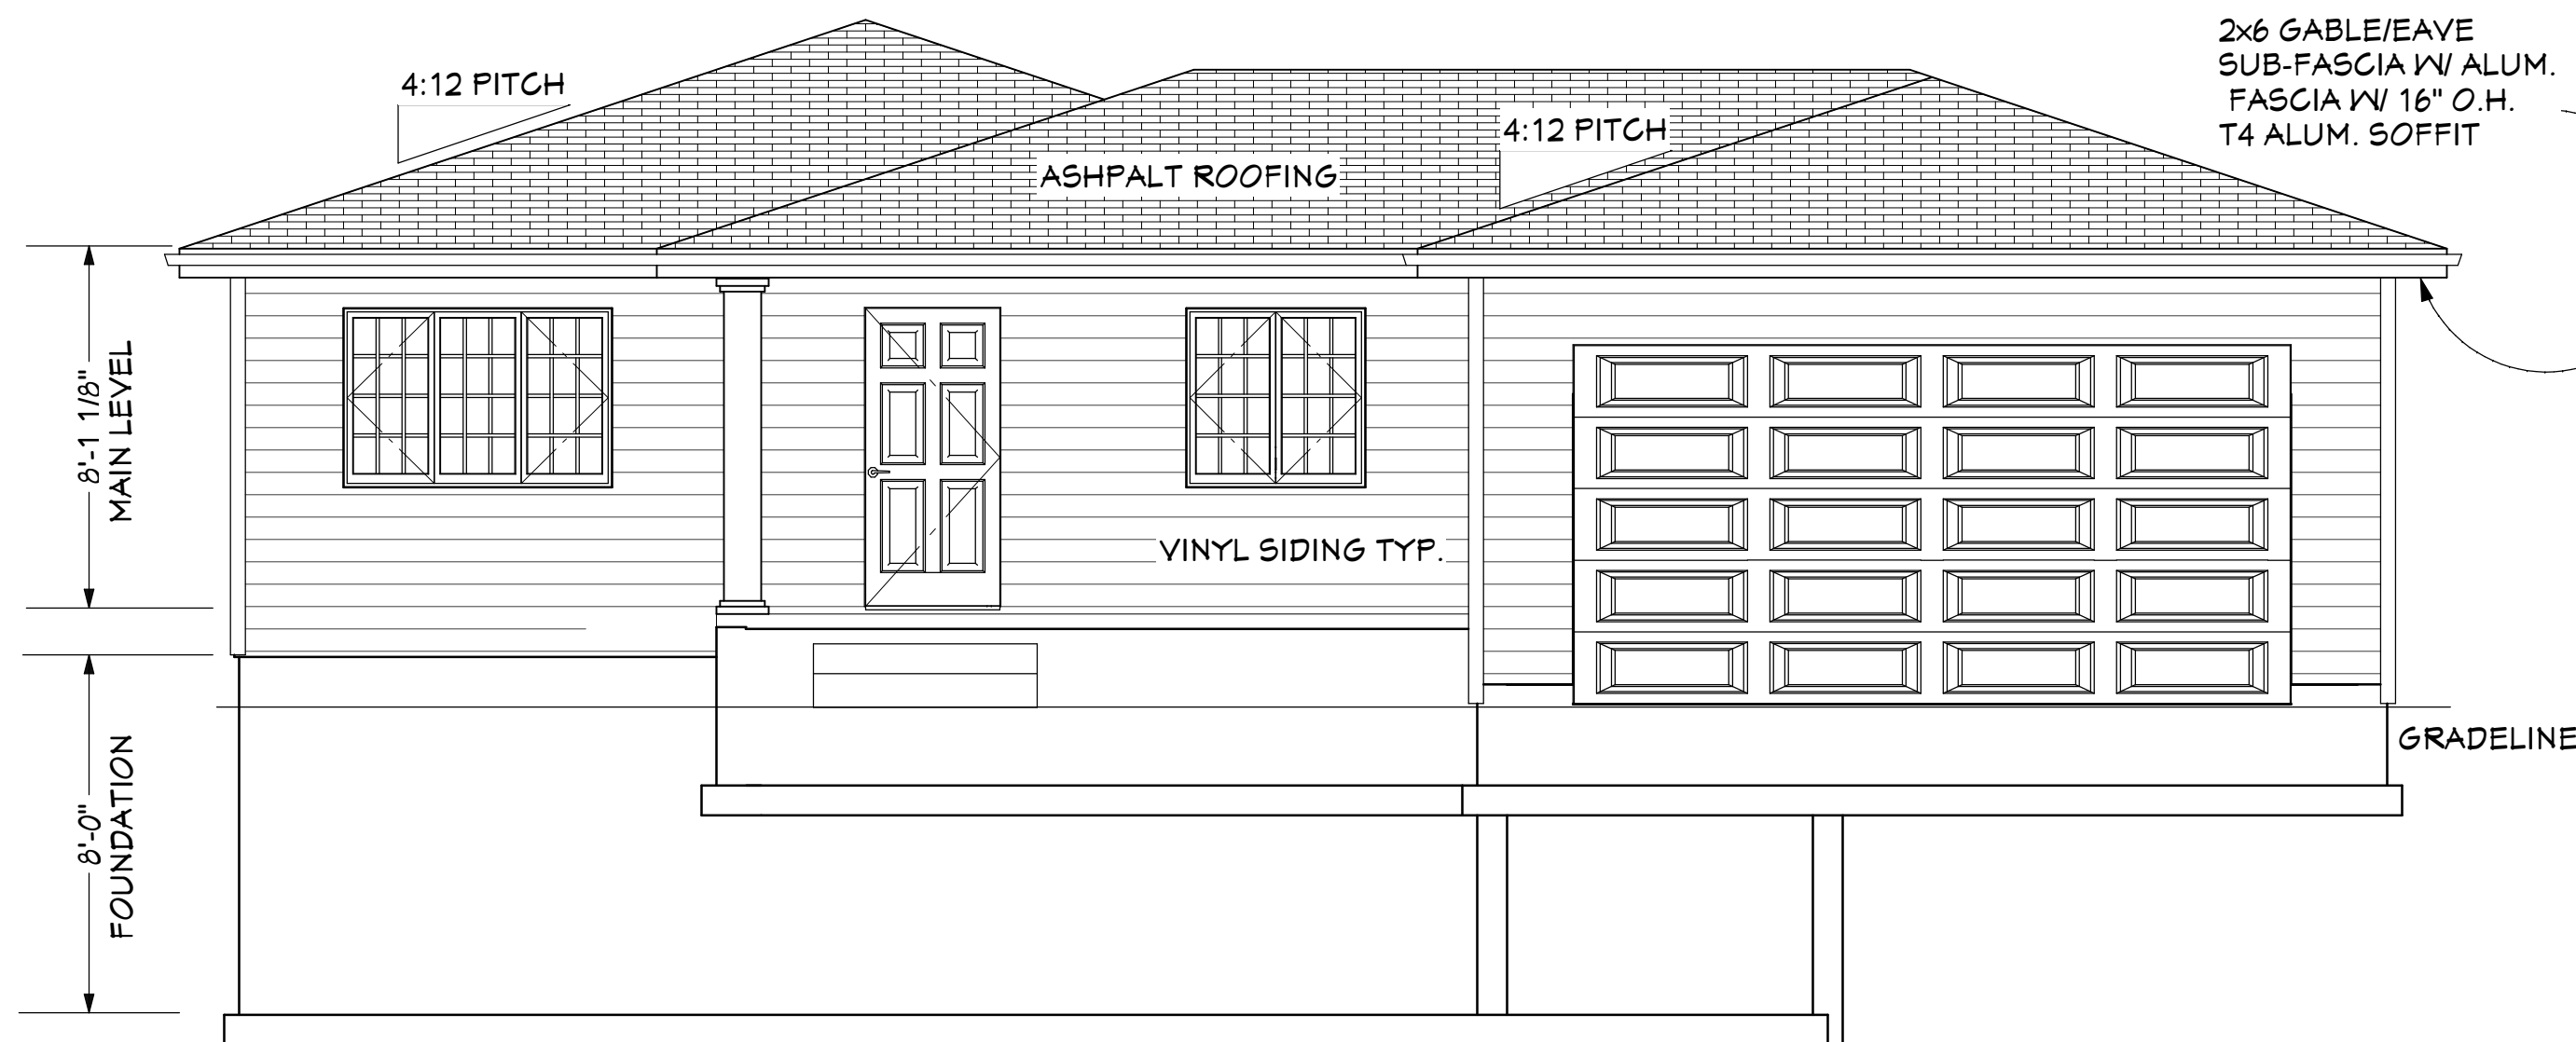 2x6 GABLE/EAVE
SUB-FASCIA W/ ALUM.
FASCIA W/ 16" O.H.
T4 ALUM. SOFFIT
4:12 PITCH
4:12 PITCH
ASHPALT ROOFING
8'-1 1/8"
MAIN LEVEL
VINYL SIDING TYP.
GRADELINE
8'-0"
FOUNDATION